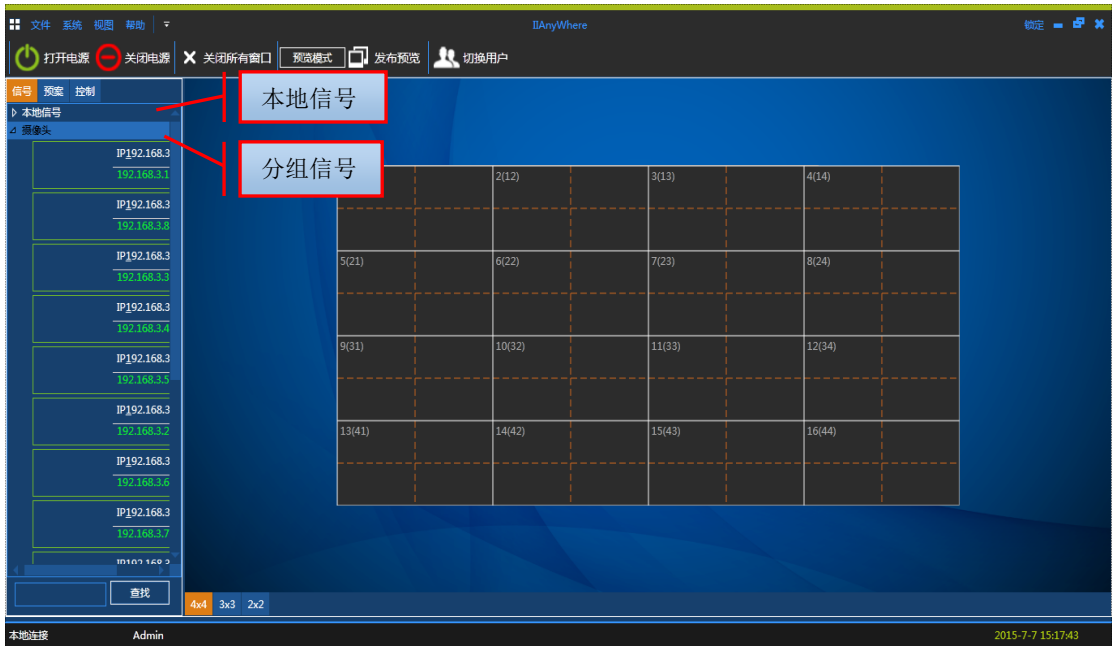 文件 系统 视图 帮助 IIAnyWhere 锁定
打开电源 关闭电源 关闭所有窗口 预览模式 发布预览 切换用户
信号 预案 控制
本地信号
摄像头
本地信号
分组信号
IP192.168.3
192.168.3.1
IP192.168.3
192.168.3.8
IP192.168.3
192.168.3.3
IP192.168.3
192.168.3.4
IP192.168.3
192.168.3.5
IP192.168.3
192.168.3.2
IP192.168.3
192.168.3.6
IP192.168.3
192.168.3.7
IP192.168.3
查找
2(12) 3(13) 4(14)
5(21) 6(22) 7(23) 8(24)
9(31) 10(32) 11(33) 12(34)
13(41) 14(42) 15(43) 16(44)
4x4 3x3 2x2
本地连接 Admin 2015-7-7 15:17:43